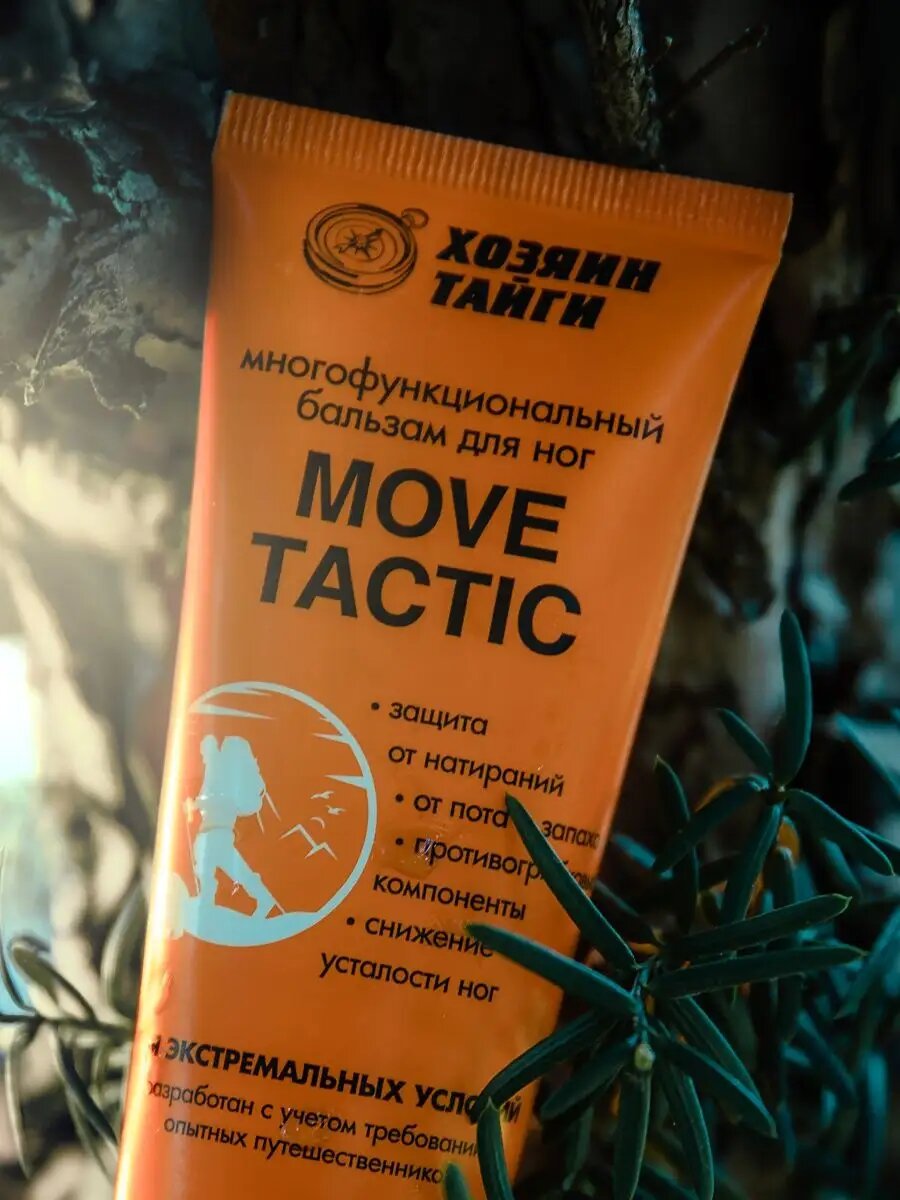 ХОЗЯИН
ТАЙГИ
многофункциональный
бальзам для ног
MOVE
TACTIC
• защита
от натираний
• от пота
•
компоненты
• снижение
усталости ног
ЭКСТРЕМАЛЬНЫХ
с учетом
опытных